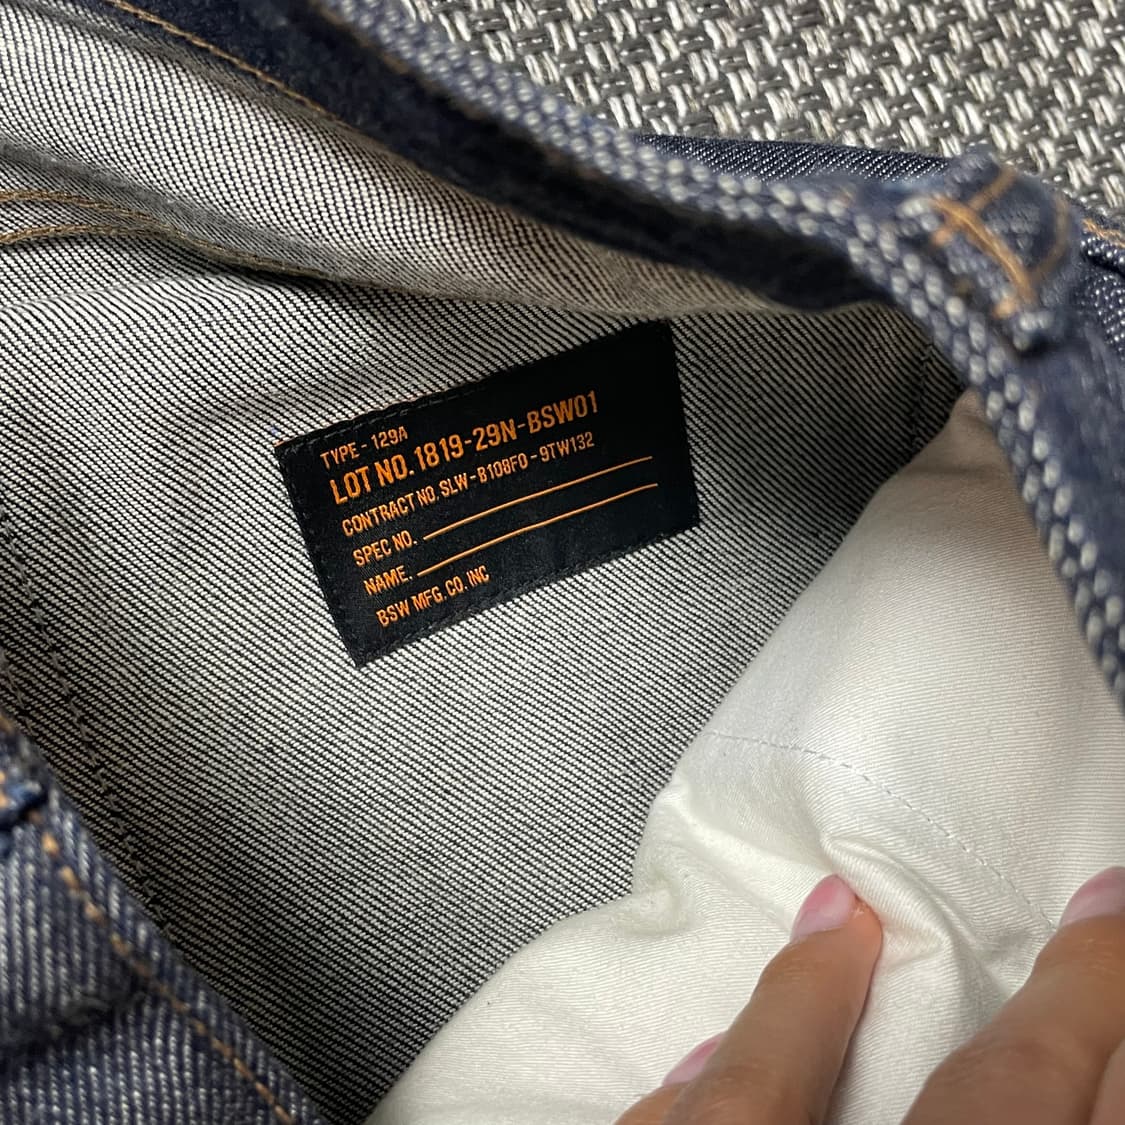 TYPE - 129A
LOT NO. 1819-29N-BSW01
CONTRACT NO. SLW - B108FO - 9TW132
SPEC NO.
NAME.
BSW MFG. CO. INC